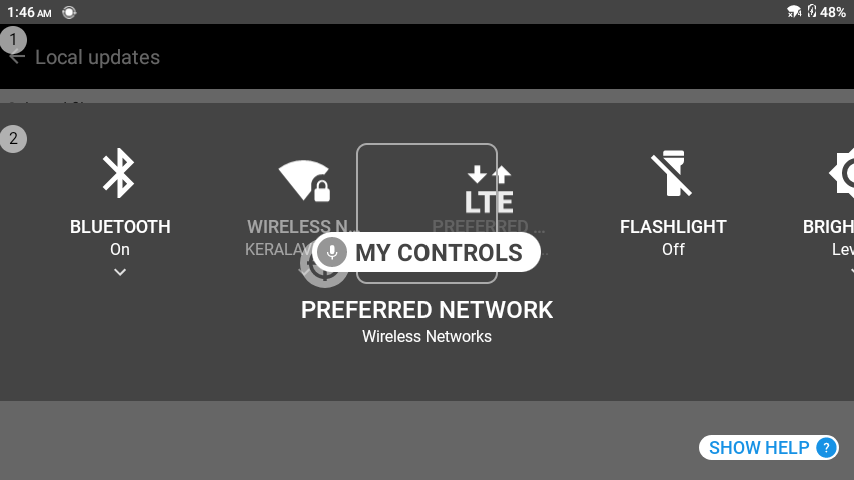 1:46 AM
48%
1
Local updates
2
LTE
BLUETOOTH
WIRELESS N...
PREFERRED ...
FLASHLIGHT
BRIGH
On
KERALAV
Off
Lev
MY CONTROLS
PREFERRED NETWORK
Wireless Networks
SHOW HELP ?